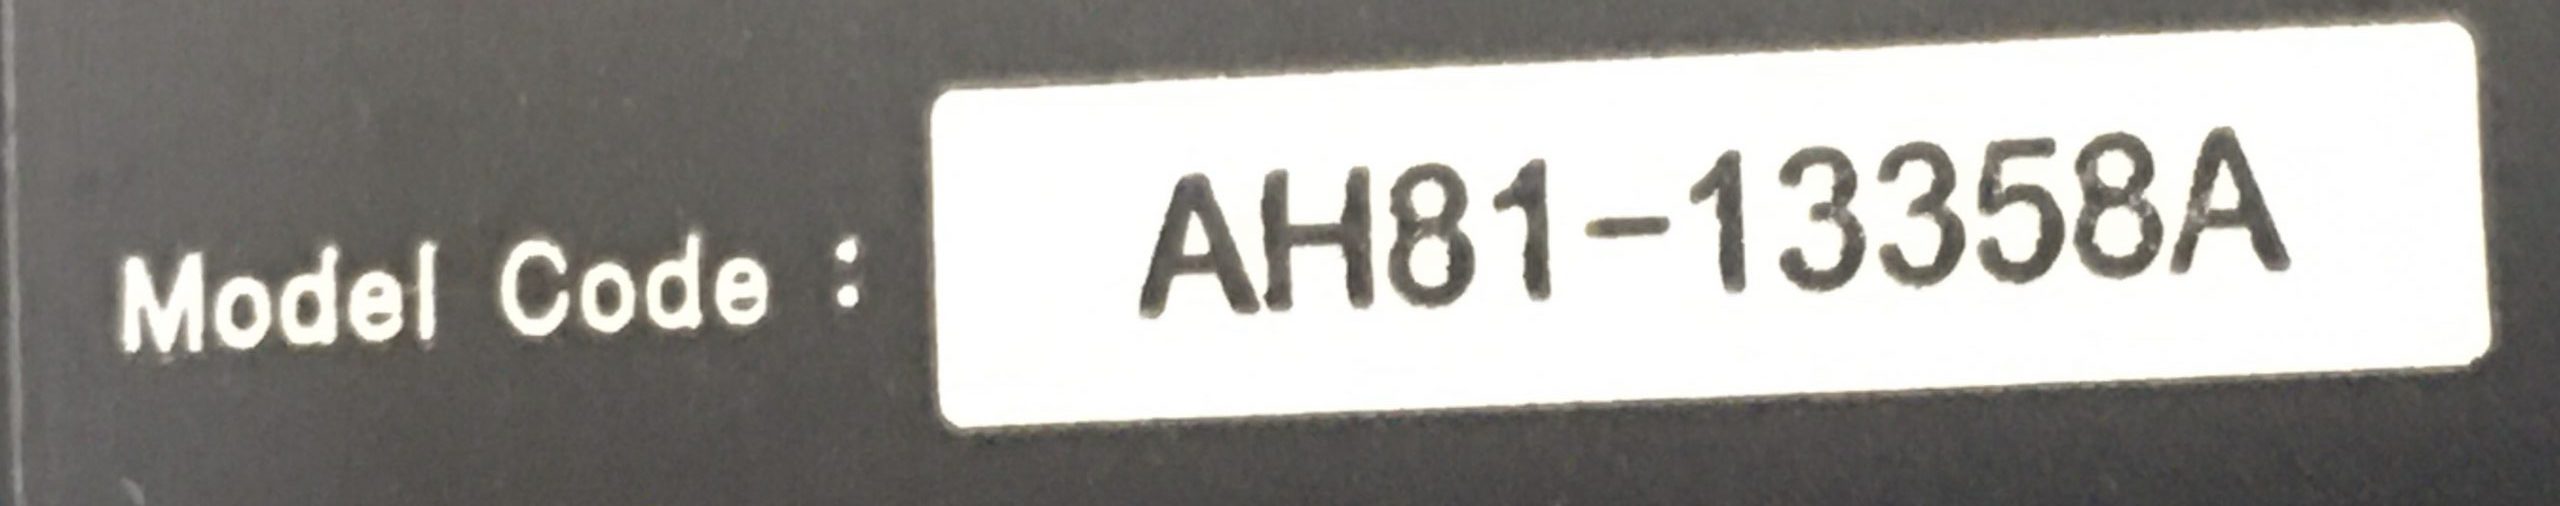 Model Code : AH81-13358A